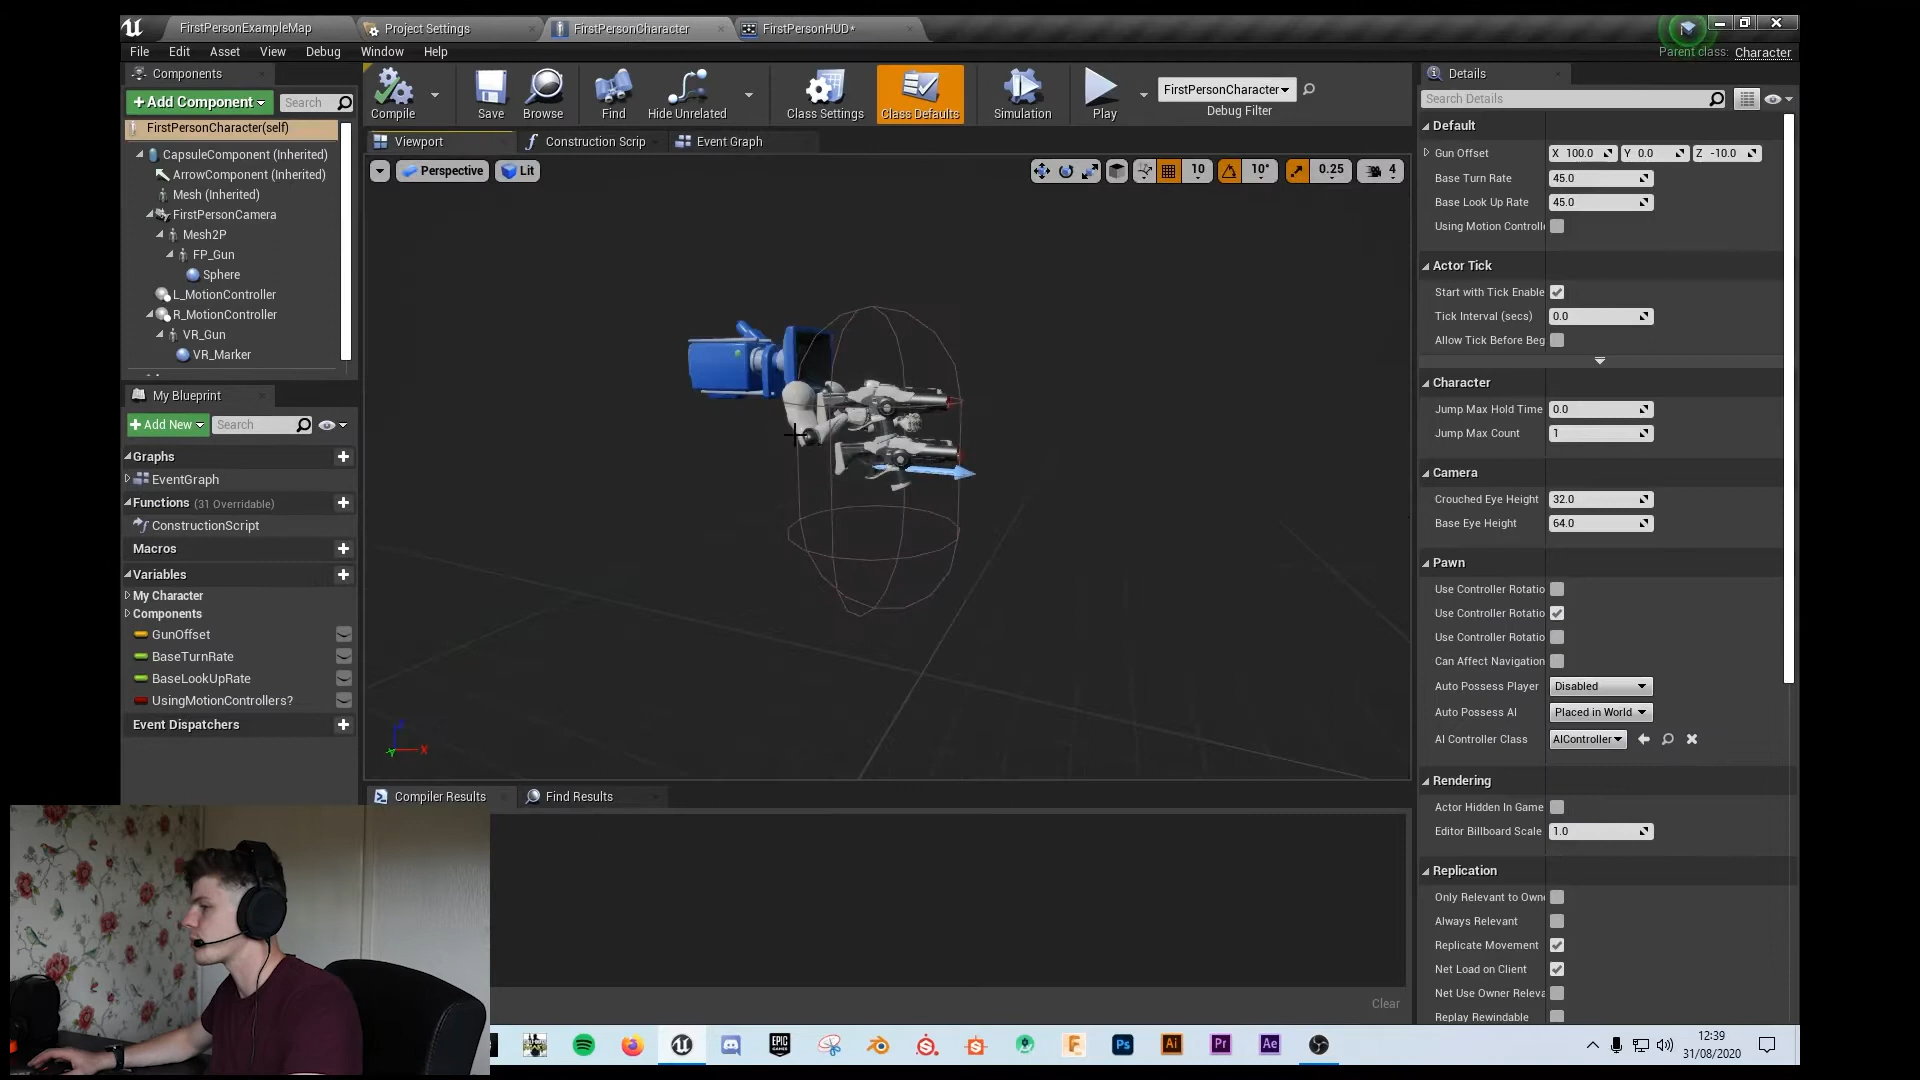 FirstPersonExampleMap
Project Settings
FirstPersonCharacter
FirstPersonHUD*
File Edit Asset View Debug Window Help
Parent class: Character
Components
+ Add Component
Search
FirstPersonCharacter(self)
CapsuleComponent (Inherited)
ArrowComponent (Inherited)
Mesh (Inherited)
FirstPersonCamera
Mesh2P
FP_Gun
Sphere
L_MotionController
R_MotionController
VR_Gun
VR_Marker
My Blueprint
+ Add New
Search
Graphs
EventGraph
Functions (31 Overridable)
ConstructionScript
Macros
Variables
My Character
Components
GunOffset
BaseTurnRate
BaseLookUpRate
UsingMotionControllers?
Event Dispatchers
Compile
Save
Browse
Find
Hide Unrelated
Class Settings
Class Defaults
Simulation
Play
FirstPersonCharacter
Debug Filter
Viewport
Construction Scrip
Event Graph
Perspective
Lit
10
10°
0.25
4
X
Compiler Results
Find Results
Clear
Details
Search Details
Default
Gun Offset X 100.0 Y 0.0 Z -10.0
Base Turn Rate 45.0
Base Look Up Rate 45.0
Using Motion Controlle
Actor Tick
Start with Tick Enable
Tick Interval (secs) 0.0
Allow Tick Before Beg
Character
Jump Max Hold Time 0.0
Jump Max Count 1
Camera
Crouched Eye Height 32.0
Base Eye Height 64.0
Pawn
Use Controller Rotatio
Use Controller Rotatio
Use Controller Rotatio
Can Affect Navigation
Auto Possess Player Disabled
Auto Possess AI Placed in World
AI Controller Class AIController
Rendering
Actor Hidden In Game
Editor Billboard Scale 1.0
Replication
Only Relevant to Owne
Always Relevant
Replicate Movement
Net Load on Client
Net Use Owner Releva
Replay Rewindable
EPIC GAMES
Ps
Ai
Pr
Ae
12:39
31/08/2020